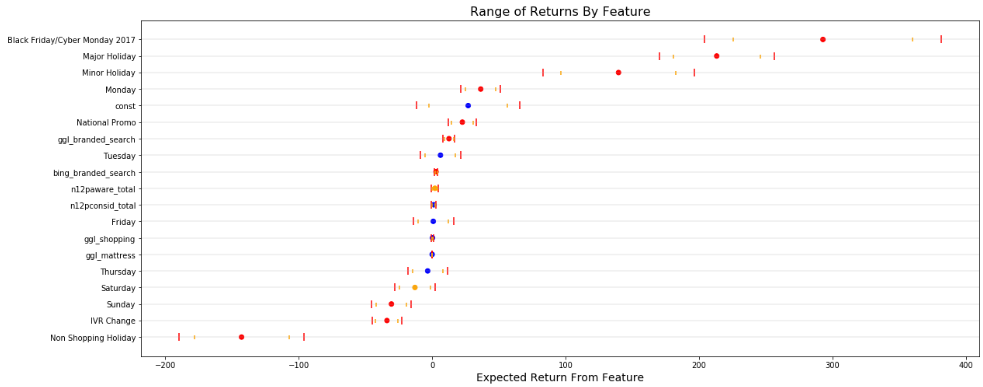 Range of Returns By Feature
Black Friday/Cyber Monday 2017
Major Holiday
Minor Holiday
Monday
const
National Promo
ggl_branded_search
Tuesday
bing_branded_search
n12paware_total
n12pconsid_total
Friday
ggl_shopping
ggl_mattress
Thursday
Saturday
Sunday
IVR Change
Non Shopping Holiday
−200 −100 0 100 200 300 400
Expected Return From Feature